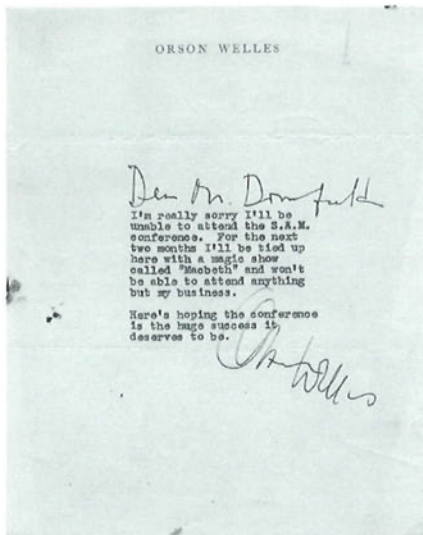 ORSON WELLES
Dear Mr.
I'm really sorry I'll be
unable to attend the S.A.M.
conference. For the next
two months I'll be tied up
here with a magic show
called "Macbeth" and won't
be able to attend anything
but my business.
Here's hoping the conference
is the huge success it
deserves to be.
Orson Welles